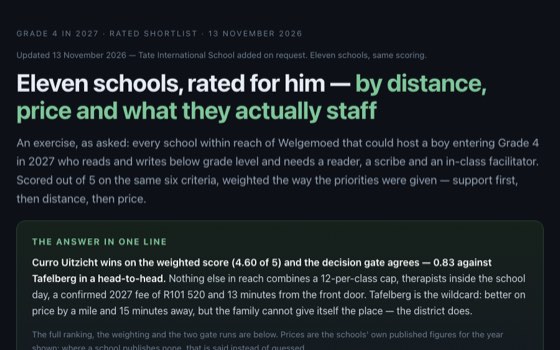 GRADE 4 IN 2027 · RATED SHORTLIST · 13 NOVEMBER 2026
Updated 13 November 2026 — Tate International School added on request. Eleven schools, same scoring.
Eleven schools, rated for him — by distance,
price and what they actually staff
An exercise, as asked: every school within reach of Welgemoed that could host a boy entering Grade 4
in 2027 who reads and writes below grade level and needs a reader, a scribe and an in-class facilitator.
Scored out of 5 on the same six criteria, weighted the way the priorities were given — support first,
then distance, then price.
THE ANSWER IN ONE LINE
Curro Uitzicht wins on the weighted score (4.60 of 5) and the decision gate agrees — 0.83 against
Tafelberg in a head-to-head. Nothing else in reach combines a 12-per-class cap, therapists inside the school
day, a confirmed 2027 fee of R101 520 and 13 minutes from the front door. Tafelberg is the wildcard: better on
price by a mile and 15 minutes away, but the family cannot give itself the place — the district does.
The full ranking, the weighting and the two gate runs are below. Prices are the schools' own published figures for the year
shown; where a school publishes none, that is said instead of guessed.